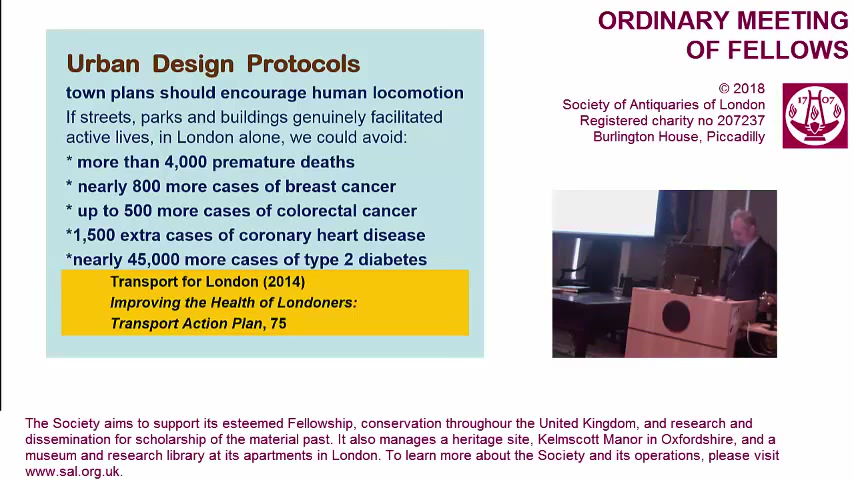 Urban Design Protocols
town plans should encourage human locomotion
If streets, parks and buildings genuinely facilitated
active lives, in London alone, we could avoid:
* more than 4,000 premature deaths
* nearly 800 more cases of breast cancer
* up to 500 more cases of colorectal cancer
*1,500 extra cases of coronary heart disease
*nearly 45,000 more cases of type 2 diabetes
Transport for London (2014)
Improving the Health of Londoners:
Transport Action Plan, 75
ORDINARY MEETING
OF FELLOWS
© 2018
Society of Antiquaries of London
Registered charity no 207237
Burlington House, Piccadilly
17 07
The Society aims to support its esteemed Fellowship, conservation throughour the United Kingdom, and research and
dissemination for scholarship of the material past. It also manages a heritage site, Kelmscott Manor in Oxfordshire, and a
museum and research library at its apartments in London. To learn more about the Society and its operations, please visit
www.sal.org.uk.